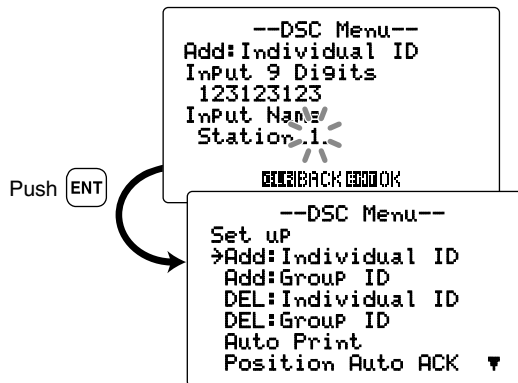 --DSC Menu--
Add:Individual ID
InPut 9 Digits
123123123
InPut Name
Station 1
CLR BACK ENT OK
Push ENT
--DSC Menu--
Set uP
→Add:Individual ID
Add:GrouP ID
DEL:Individual ID
DEL:GrouP ID
Auto Print
Position Auto ACK ▼